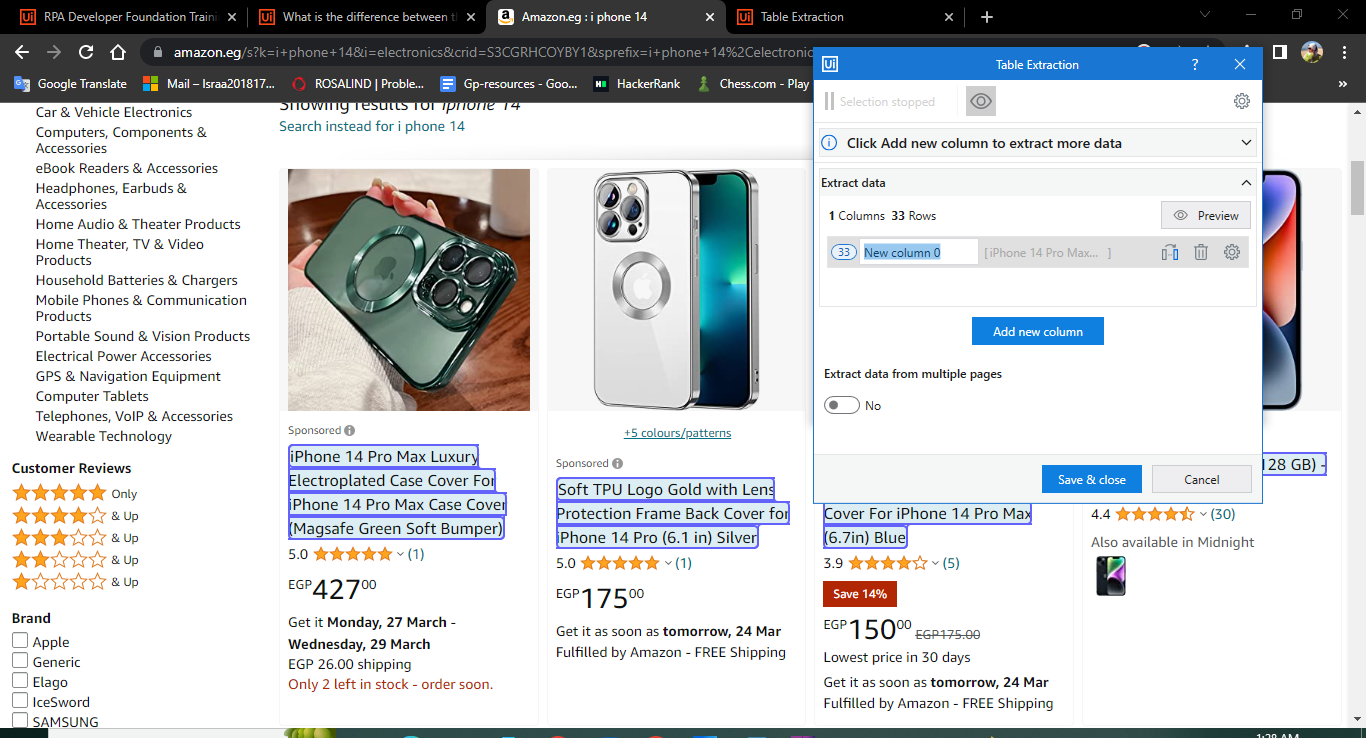 RPA Developer Foundation Traini
What is the difference between th
Amazon.eg : i phone 14
Table Extraction
amazon.eg/s?k=i+phone+14&i=electronics&crid=S3CGRHCOYBY1&sprefix=i+phone+14%2Celectronic
Google Translate
Mail – Israa201817...
ROSALIND | Proble...
Gp-resources - Goo...
HackerRank
Chess.com - Play
»
Car & Vehicle Electronics
Computers, Components &
Accessories
eBook Readers & Accessories
Headphones, Earbuds &
Accessories
Home Audio & Theater Products
Home Theater, TV & Video
Products
Household Batteries & Chargers
Mobile Phones & Communication
Products
Portable Sound & Vision Products
Electrical Power Accessories
GPS & Navigation Equipment
Computer Tablets
Telephones, VoIP & Accessories
Wearable Technology
Customer Reviews
Only
& Up
& Up
& Up
& Up
Brand
Apple
Generic
Elago
IceSword
SAMSUNG
Showing results for iphone 14
Search instead for i phone 14
Sponsored
iPhone 14 Pro Max Luxury
Electroplated Case Cover For
iPhone 14 Pro Max Case Cover
(Magsafe Green Soft Bumper)
5.0 (1)
EGP 427 00
Get it Monday, 27 March -
Wednesday, 29 March
EGP 26.00 shipping
Only 2 left in stock - order soon.
+5 colours/patterns
Sponsored
Soft TPU Logo Gold with Lens
Protection Frame Back Cover for
iPhone 14 Pro (6.1 in) Silver
5.0 (1)
EGP 175 00
Get it as soon as tomorrow, 24 Mar
Fulfilled by Amazon - FREE Shipping
Cover For iPhone 14 Pro Max
(6.7in) Blue
3.9 (5)
Save 14%
EGP 150 00 EGP175.00
Lowest price in 30 days
Get it as soon as tomorrow, 24 Mar
Fulfilled by Amazon - FREE Shipping
128 GB) -
4.4 (30)
Also available in Midnight
Ui
Table Extraction
?
Selection stopped
Click Add new column to extract more data
Extract data
1 Columns 33 Rows
Preview
33 New column 0 [ iPhone 14 Pro Max... ]
Add new column
Extract data from multiple pages
No
Save & close
Cancel
1:28 AM